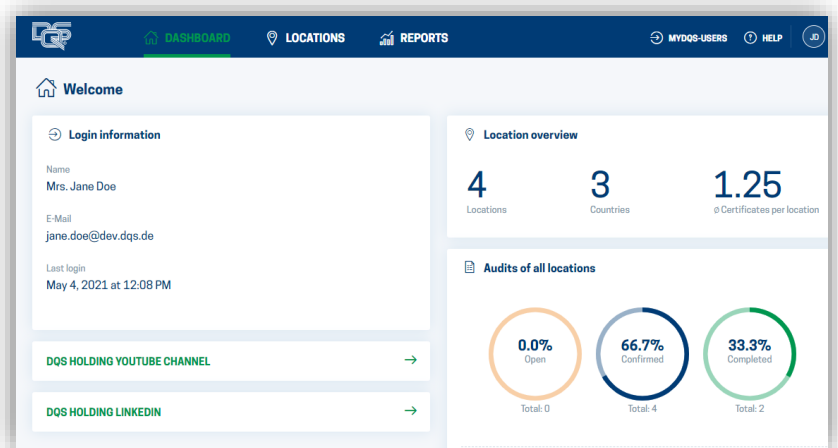 DQS
DASHBOARD
LOCATIONS
REPORTS
MYDQS-USERS
HELP
JD
Welcome
Login information
Name
Mrs. Jane Doe
E-Mail
jane.doe@dev.dqs.de
Last login
May 4, 2021 at 12:08 PM
DQS HOLDING YOUTUBE CHANNEL
DQS HOLDING LINKEDIN
Location overview
4
Locations
3
Countries
1.25
Ø Certificates per location
Audits of all locations
0.0%
Open
Total: 0
66.7%
Confirmed
Total: 4
33.3%
Completed
Total: 2